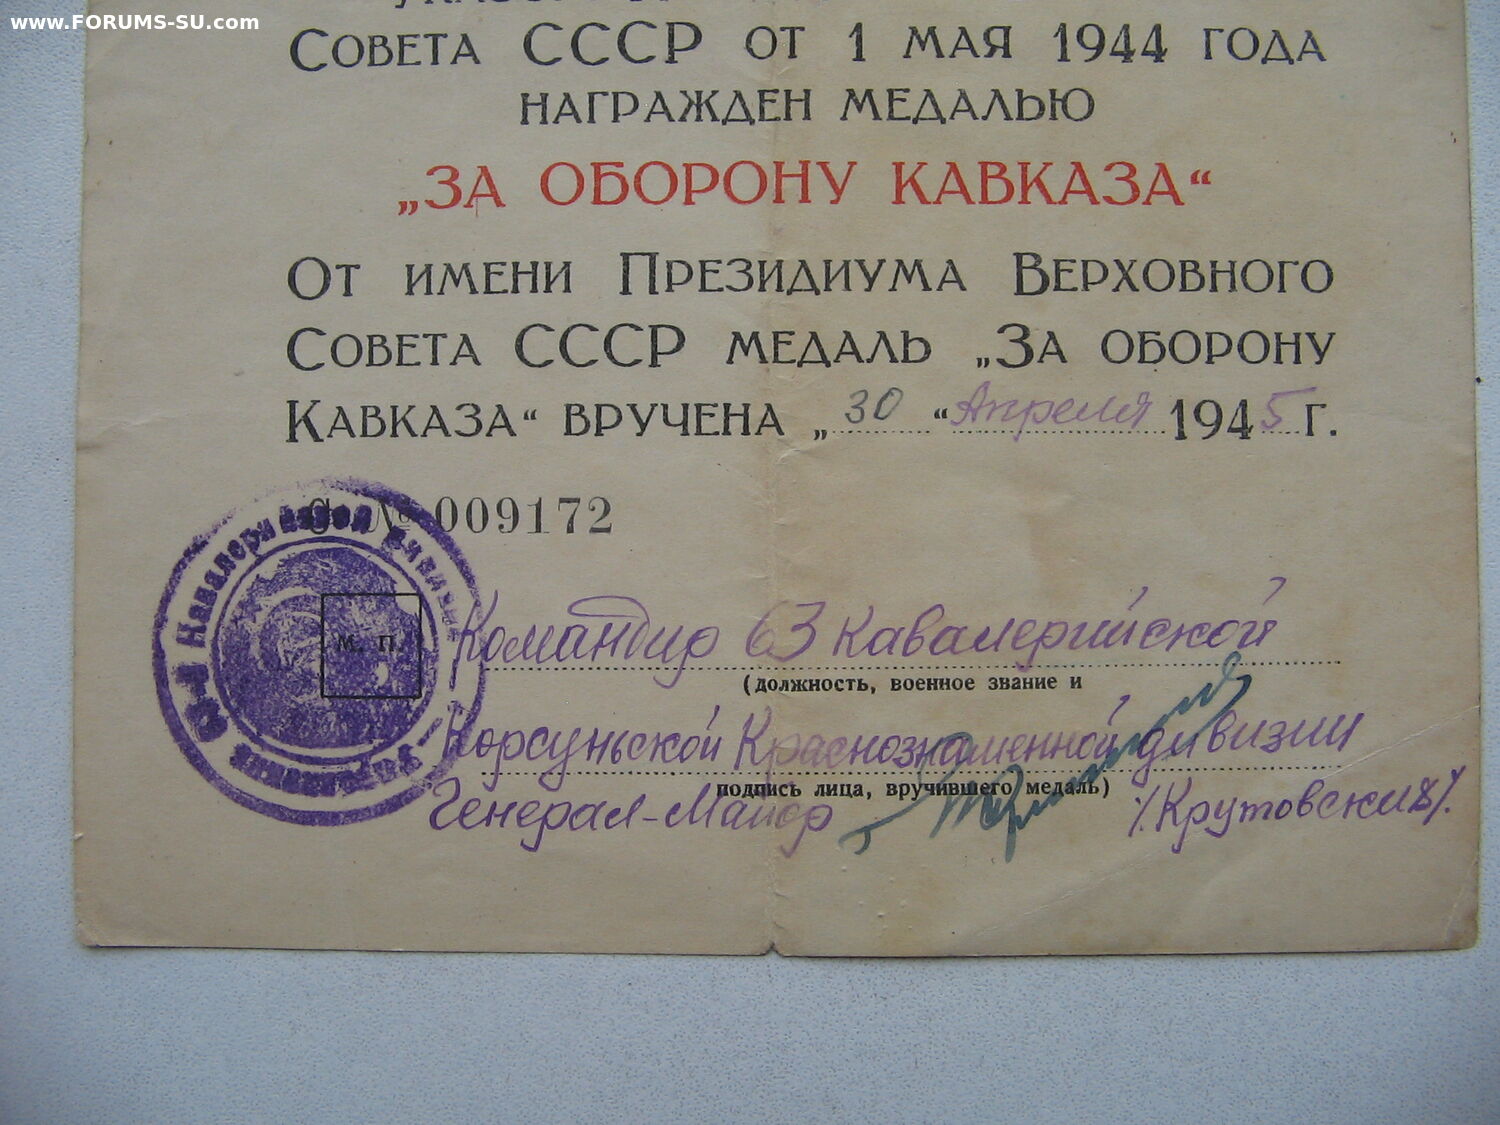 www.FORUMS-SU.com
СОВЕТА СССР ОТ 1 МАЯ 1944 ГОДА
НАГРАЖДЕН МЕДАЛЬЮ
„ЗА ОБОРОНУ КАВКАЗА“
ОТ ИМЕНИ ПРЕЗИДИУМА ВЕРХОВНОГО
СОВЕТА СССР МЕДАЛЬ „ЗА ОБОРОНУ
КАВКАЗА“ ВРУЧЕНА „30“ Апреля 1945 Г.
С № 009172
Кавалерийской
М. П.
Командир 63 Кавалерийской
(должность, военное звание и
Корсуньской Краснознаменной дивизии
подпись лица, вручившего медаль)
Генерал-Майор /Крутовских/.